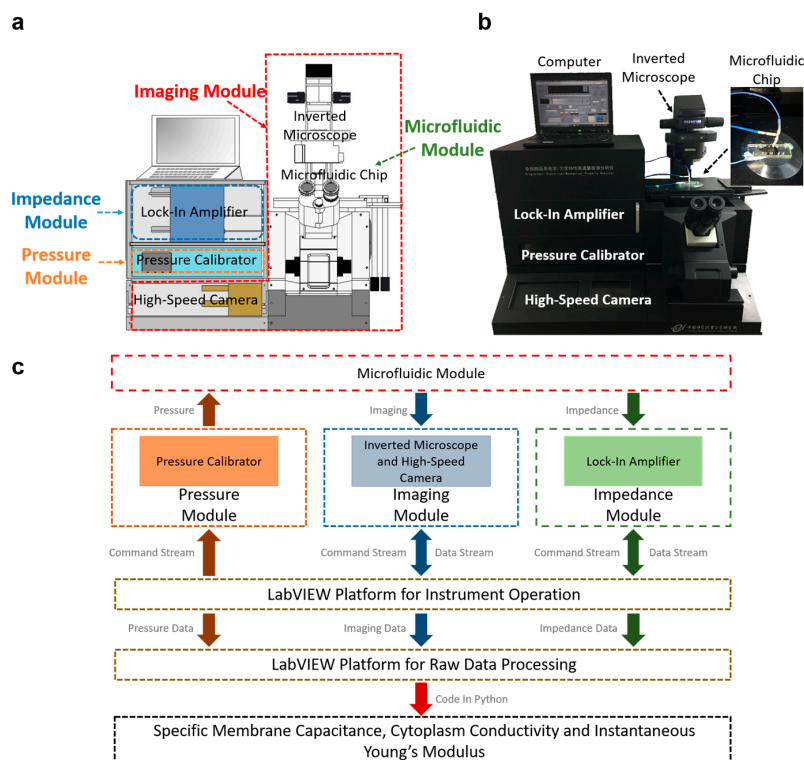 a
Imaging Module
Inverted
Microscope
Microfluidic
Module
Microfluidic Chip
Impedance
Module
Lock-In Amplifier
Pressure
Module
Pressure Calibrator
High-Speed Camera
b
Computer
Inverted
Microscope
Microfluidic
Chip
Lock-In Amplifier
Pressure Calibrator
High-Speed Camera
c
Microfluidic Module
Pressure
Imaging
Impedance
Pressure Calibrator
Pressure
Module
Inverted Microscope
and High-Speed
Camera
Imaging
Module
Lock-In Amplifier
Impedance
Module
Command Stream
Command Stream
Data Stream
Command Stream
Data Stream
LabVIEW Platform for Instrument Operation
Pressure Data
Imaging Data
Impedance Data
LabVIEW Platform for Raw Data Processing
Code In Python
Specific Membrane Capacitance, Cytoplasm Conductivity and Instantaneous
Young's Modulus